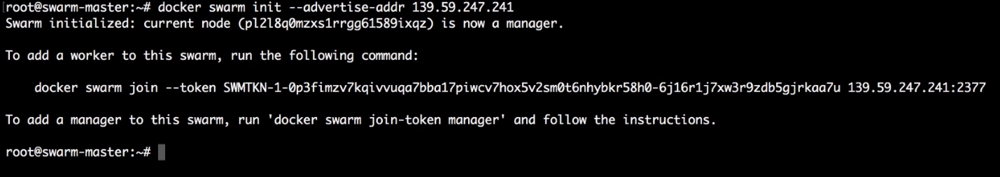 root@swarm-master:~# docker swarm init --advertise-addr 139.59.247.241
Swarm initialized: current node (pl2l8q0mzxs1rrgg61589ixqz) is now a manager.
To add a worker to this swarm, run the following command:
docker swarm join --token SWMTKN-1-0p3fimzv7kqivvuqa7bba17piwcv7hox5v2sm0t6nhybkr58h0-6j16r1j7xw3r9zdb5gjrkaa7u 139.59.247.241:2377
To add a manager to this swarm, run 'docker swarm join-token manager' and follow the instructions.
root@swarm-master:~#